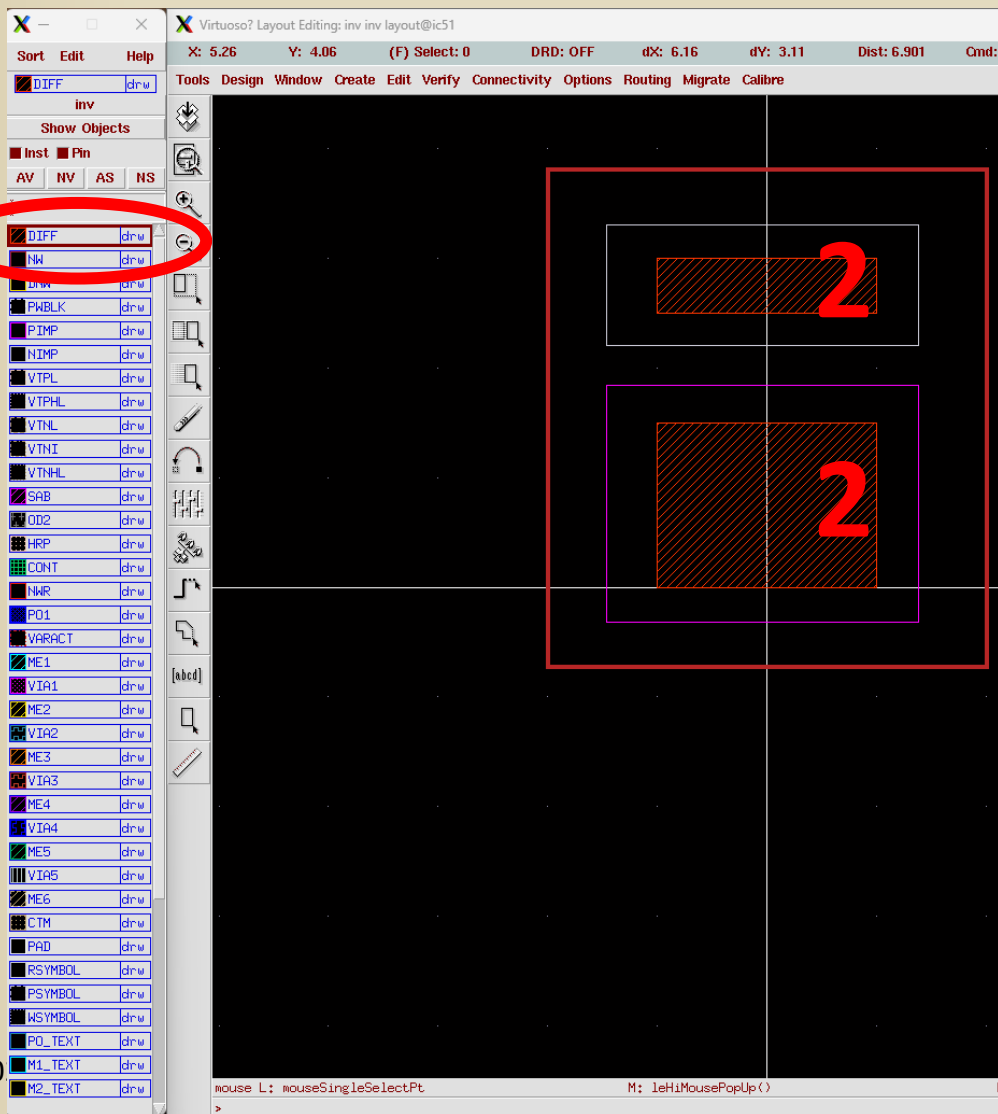 Virtuoso? Layout Editing: inv inv layout@ic51
Sort Edit Help
X: 5.26 Y: 4.06 (F) Select: 0 DRD: OFF dX: 6.16 dY: 3.11 Dist: 6.901 Cmd:
DIFF drw
Tools Design Window Create Edit Verify Connectivity Options Routing Migrate Calibre
inv
Show Objects
Inst Pin
AV NV AS NS
DIFF drw
NW drw
DNW drw
PWBLK drw
PIMP drw
NIMP drw
VTPL drw
VTPHL drw
VTNL drw
VTNI drw
VTNHL drw
SAB drw
OD2 drw
HRP drw
CONT drw
NWR drw
PO1 drw
VARACT drw
ME1 drw
VIA1 drw
ME2 drw
VIA2 drw
ME3 drw
VIA3 drw
ME4 drw
VIA4 drw
ME5 drw
VIA5 drw
ME6 drw
CTM drw
PAD drw
RSYMBOL drw
PSYMBOL drw
WSYMBOL drw
PO_TEXT drw
M1_TEXT drw
M2_TEXT drw
[abcd]
2
2
mouse L: mouseSingleSelectPt M: leHiMousePopUp()
>